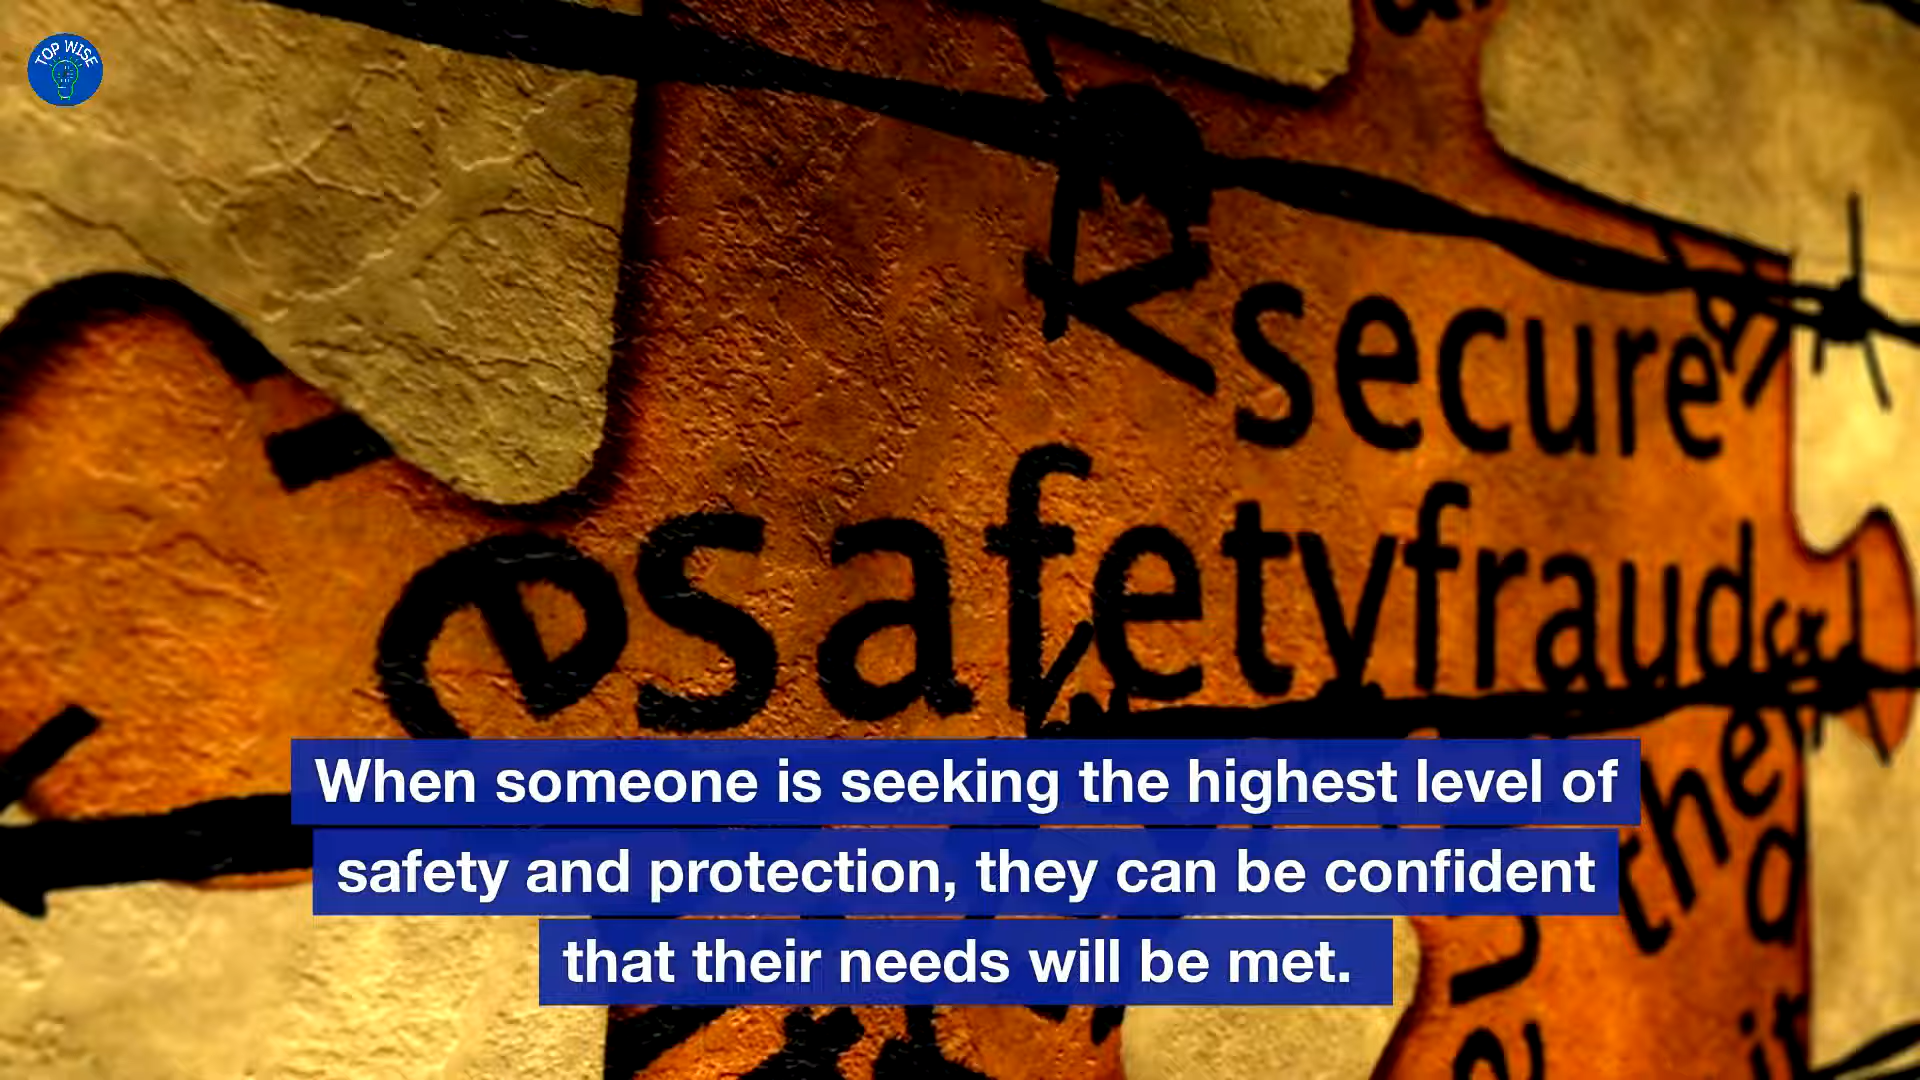 TOP WISE
secure
safetyfraud
the
When someone is seeking the highest level of
safety and protection, they can be confident
that their needs will be met.